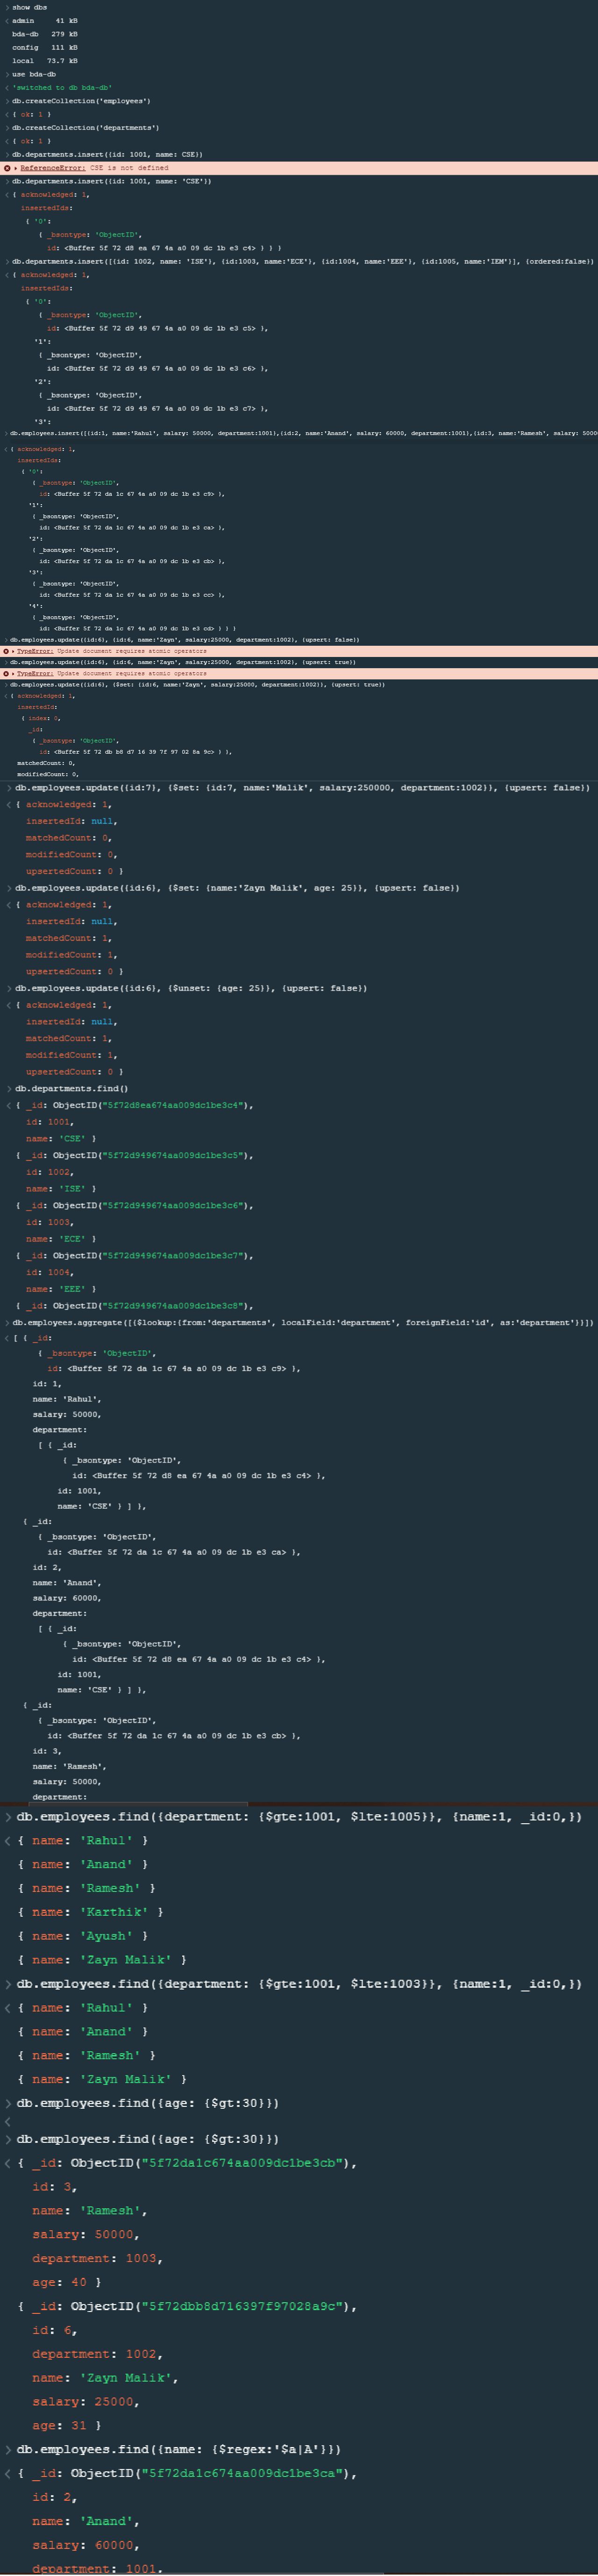 > show dbs
< admin 41 kB
bda-db 279 kB
config 111 kB
local 73.7 kB
> use bda-db
< 'switched to db bda-db'
> db.createCollection('employees')
< { ok: 1 }
> db.createCollection('departments')
< { ok: 1 }
> db.departments.insert({id: 1001, name: CSE})
ReferenceError: CSE is not defined
> db.departments.insert({id: 1001, name: 'CSE'})
< { acknowledged: 1,
insertedIds:
{ '0':
{ _bsontype: 'ObjectID',
id: <Buffer 5f 72 d8 ea 67 4a a0 09 dc 1b e3 c4> } } }
> db.departments.insert([{id: 1002, name: 'ISE'}, {id:1003, name:'ECE'}, {id:1004, name:'EEE'}, {id:1005, name:'IEM'}], {ordered:false})
< { acknowledged: 1,
insertedIds:
{ '0':
{ _bsontype: 'ObjectID',
id: <Buffer 5f 72 d9 49 67 4a a0 09 dc 1b e3 c5> },
'1':
{ _bsontype: 'ObjectID',
id: <Buffer 5f 72 d9 49 67 4a a0 09 dc 1b e3 c6> },
'2':
{ _bsontype: 'ObjectID',
id: <Buffer 5f 72 d9 49 67 4a a0 09 dc 1b e3 c7> },
'3':
> db.employees.insert([{id:1, name:'Rahul', salary: 50000, department:1001},{id:2, name:'Anand', salary: 60000, department:1001},{id:3, name:'Ramesh', salary: 5000
< { acknowledged: 1,
insertedIds:
{ '0':
{ _bsontype: 'ObjectID',
id: <Buffer 5f 72 da 1c 67 4a a0 09 dc 1b e3 c9> },
'1':
{ _bsontype: 'ObjectID',
id: <Buffer 5f 72 da 1c 67 4a a0 09 dc 1b e3 ca> },
'2':
{ _bsontype: 'ObjectID',
id: <Buffer 5f 72 da 1c 67 4a a0 09 dc 1b e3 cb> },
'3':
{ _bsontype: 'ObjectID',
id: <Buffer 5f 72 da 1c 67 4a a0 09 dc 1b e3 cc> },
'4':
{ _bsontype: 'ObjectID',
id: <Buffer 5f 72 da 1c 67 4a a0 09 dc 1b e3 cd> } } }
> db.employees.update({id:6}, {id:6, name:'Zayn', salary:25000, department:1002}, {upsert: false})
TypeError: Update document requires atomic operators
> db.employees.update({id:6}, {id:6, name:'Zayn', salary:25000, department:1002}, {upsert: true})
TypeError: Update document requires atomic operators
> db.employees.update({id:6}, {$set: {id:6, name:'Zayn', salary:25000, department:1002}}, {upsert: true})
< { acknowledged: 1,
insertedId:
{ index: 0,
_id:
{ _bsontype: 'ObjectID',
id: <Buffer 5f 72 db b8 d7 16 39 7f 97 02 8a 9c> } },
matchedCount: 0,
modifiedCount: 0,
> db.employees.update({id:7}, {$set: {id:7, name:'Malik', salary:250000, department:1002}}, {upsert: false})
< { acknowledged: 1,
insertedId: null,
matchedCount: 0,
modifiedCount: 0,
upsertedCount: 0 }
> db.employees.update({id:6}, {$set: {name:'Zayn Malik', age: 25}}, {upsert: false})
< { acknowledged: 1,
insertedId: null,
matchedCount: 1,
modifiedCount: 1,
upsertedCount: 0 }
> db.employees.update({id:6}, {$unset: {age: 25}}, {upsert: false})
< { acknowledged: 1,
insertedId: null,
matchedCount: 1,
modifiedCount: 1,
upsertedCount: 0 }
> db.departments.find()
< { _id: ObjectID("5f72d8ea674aa009dc1be3c4"),
id: 1001,
name: 'CSE' }
{ _id: ObjectID("5f72d949674aa009dc1be3c5"),
id: 1002,
name: 'ISE' }
{ _id: ObjectID("5f72d949674aa009dc1be3c6"),
id: 1003,
name: 'ECE' }
{ _id: ObjectID("5f72d949674aa009dc1be3c7"),
id: 1004,
name: 'EEE' }
{ _id: ObjectID("5f72d949674aa009dc1be3c8"),
> db.employees.aggregate([{$lookup:{from:'departments', localField:'department', foreignField:'id', as:'department'}}])
< [ { _id:
{ _bsontype: 'ObjectID',
id: <Buffer 5f 72 da 1c 67 4a a0 09 dc 1b e3 c9> },
id: 1,
name: 'Rahul',
salary: 50000,
department:
[ { _id:
{ _bsontype: 'ObjectID',
id: <Buffer 5f 72 d8 ea 67 4a a0 09 dc 1b e3 c4> },
id: 1001,
name: 'CSE' } ] },
{ _id:
{ _bsontype: 'ObjectID',
id: <Buffer 5f 72 da 1c 67 4a a0 09 dc 1b e3 ca> },
id: 2,
name: 'Anand',
salary: 60000,
department:
[ { _id:
{ _bsontype: 'ObjectID',
id: <Buffer 5f 72 d8 ea 67 4a a0 09 dc 1b e3 c4> },
id: 1001,
name: 'CSE' } ] },
{ _id:
{ _bsontype: 'ObjectID',
id: <Buffer 5f 72 da 1c 67 4a a0 09 dc 1b e3 cb> },
id: 3,
name: 'Ramesh',
salary: 50000,
department:
> db.employees.find({department: {$gte:1001, $lte:1005}}, {name:1, _id:0,})
< { name: 'Rahul' }
{ name: 'Anand' }
{ name: 'Ramesh' }
{ name: 'Karthik' }
{ name: 'Ayush' }
{ name: 'Zayn Malik' }
> db.employees.find({department: {$gte:1001, $lte:1003}}, {name:1, _id:0,})
< { name: 'Rahul' }
{ name: 'Anand' }
{ name: 'Ramesh' }
{ name: 'Zayn Malik' }
> db.employees.find({age: {$gt:30}})
<
> db.employees.find({age: {$gt:30}})
< { _id: ObjectID("5f72da1c674aa009dc1be3cb"),
id: 3,
name: 'Ramesh',
salary: 50000,
department: 1003,
age: 40 }
{ _id: ObjectID("5f72dbb8d716397f97028a9c"),
id: 6,
department: 1002,
name: 'Zayn Malik',
salary: 25000,
age: 31 }
> db.employees.find({name: {$regex:'$a|A'}})
< { _id: ObjectID("5f72da1c674aa009dc1be3ca"),
id: 2,
name: 'Anand',
salary: 60000,
department: 1001,